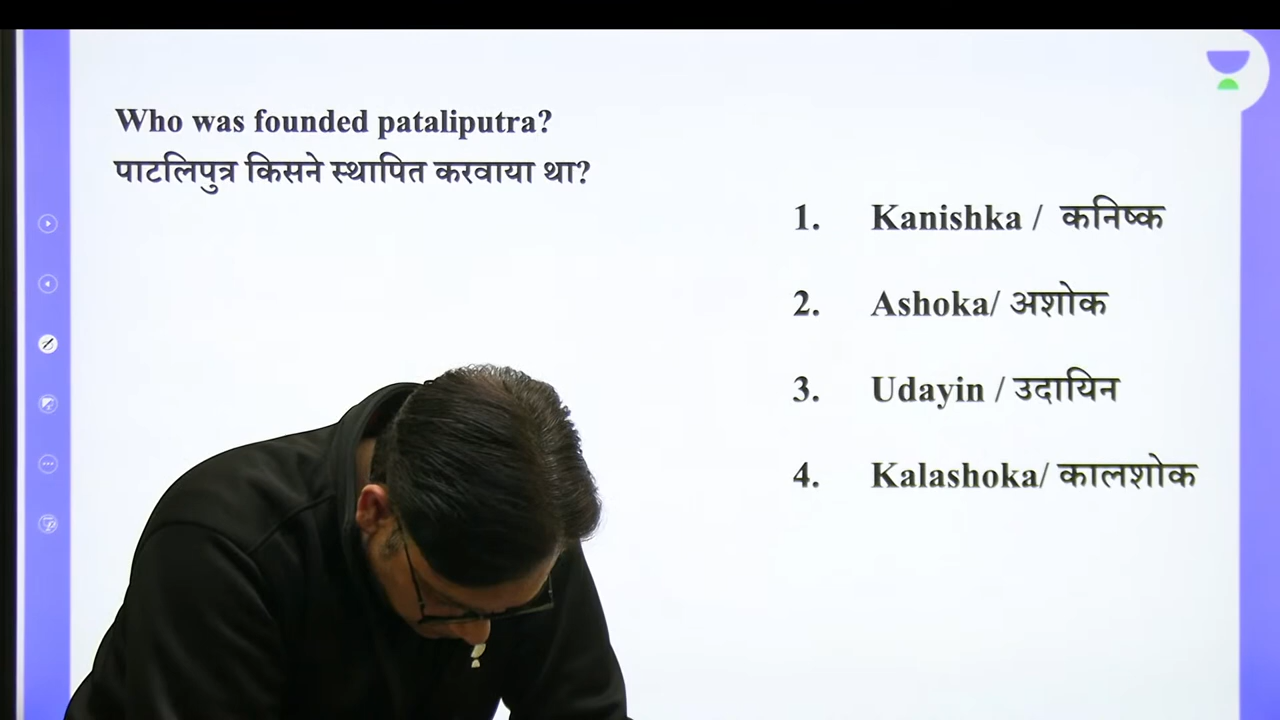 Who was founded pataliputra?
पाटलिपुत्र किसने स्थापित करवाया था?
1. Kanishka / कनिष्क
2. Ashoka/ अशोक
3. Udayin / उदायिन
4. Kalashoka/ कालशोक